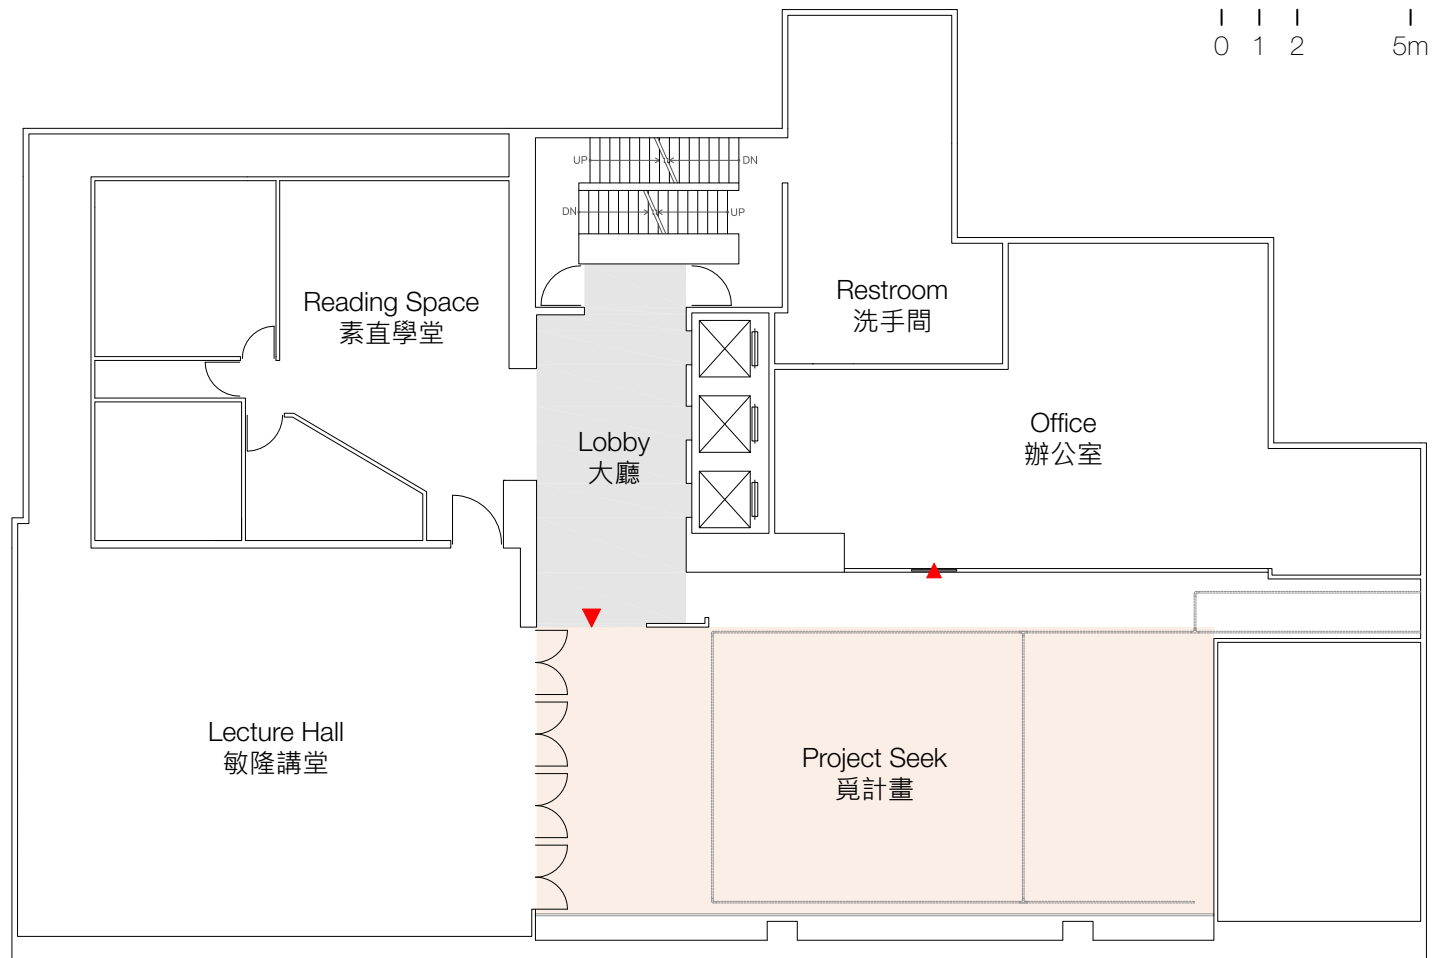 0 1 2 5m
UP DN
DN UP
Reading Space
素直學堂
Restroom
洗手間
Lobby
大廳
Office
辦公室
Lecture Hall
敏隆講堂
Project Seek
覓計畫